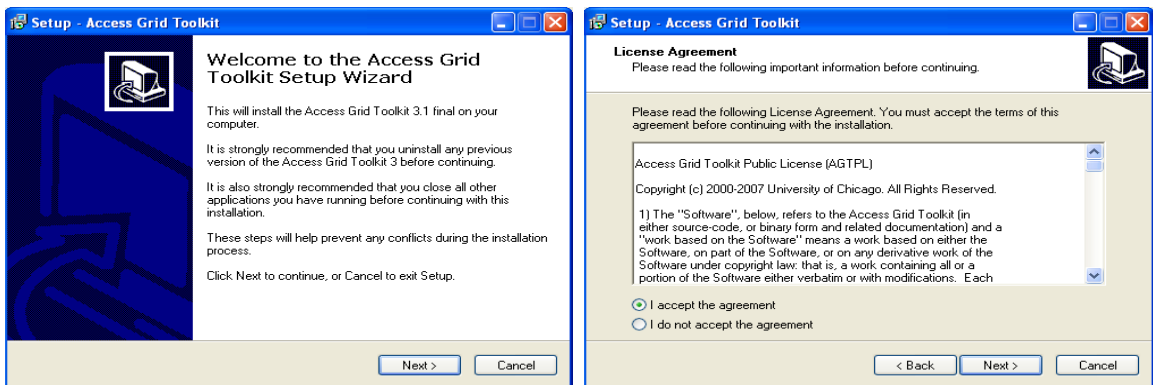 Setup - Access Grid Toolkit
Welcome to the Access Grid
Toolkit Setup Wizard
This will install the Access Grid Toolkit 3.1 final on your
computer.
It is strongly recommended that you uninstall any previous
version of the Access Grid Toolkit 3 before continuing.
It is also strongly recommended that you close all other
applications you have running before continuing with this
installation.
These steps will help prevent any conflicts during the installation
process.
Click Next to continue, or Cancel to exit Setup.
Next >
Cancel
Setup - Access Grid Toolkit
License Agreement
Please read the following important information before continuing.
Please read the following License Agreement. You must accept the terms of this
agreement before continuing with the installation.
Access Grid Toolkit Public License (AGTPL)
Copyright (c) 2000-2007 University of Chicago. All Rights Reserved.
1) The "Software", below, refers to the Access Grid Toolkit (in
either source-code, or binary form and related documentation) and a
"work based on the Software" means a work based on either the
Software, on part of the Software, or on any derivative work of the
Software under copyright law: that is, a work containing all or a
portion of the Software either verbatim or with modifications. Each
I accept the agreement
I do not accept the agreement
< Back
Next >
Cancel